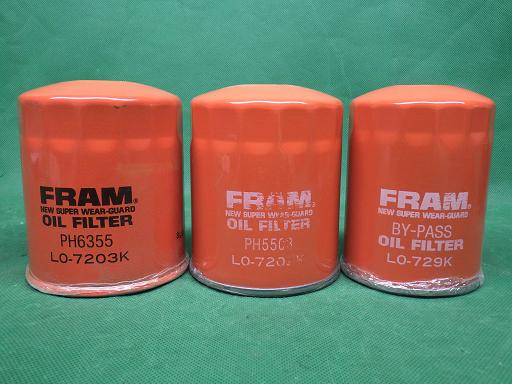 FRAM®
NEW SUPER WEAR-GUARD
OIL FILTER
PH6355
LO-7203K
FRAM®
NEW SUPER WEAR-GUARD
OIL FILTER
FRAM®
NEW SUPER WEAR-GUARD
BY-PASS
OIL FILTER
LO-729K